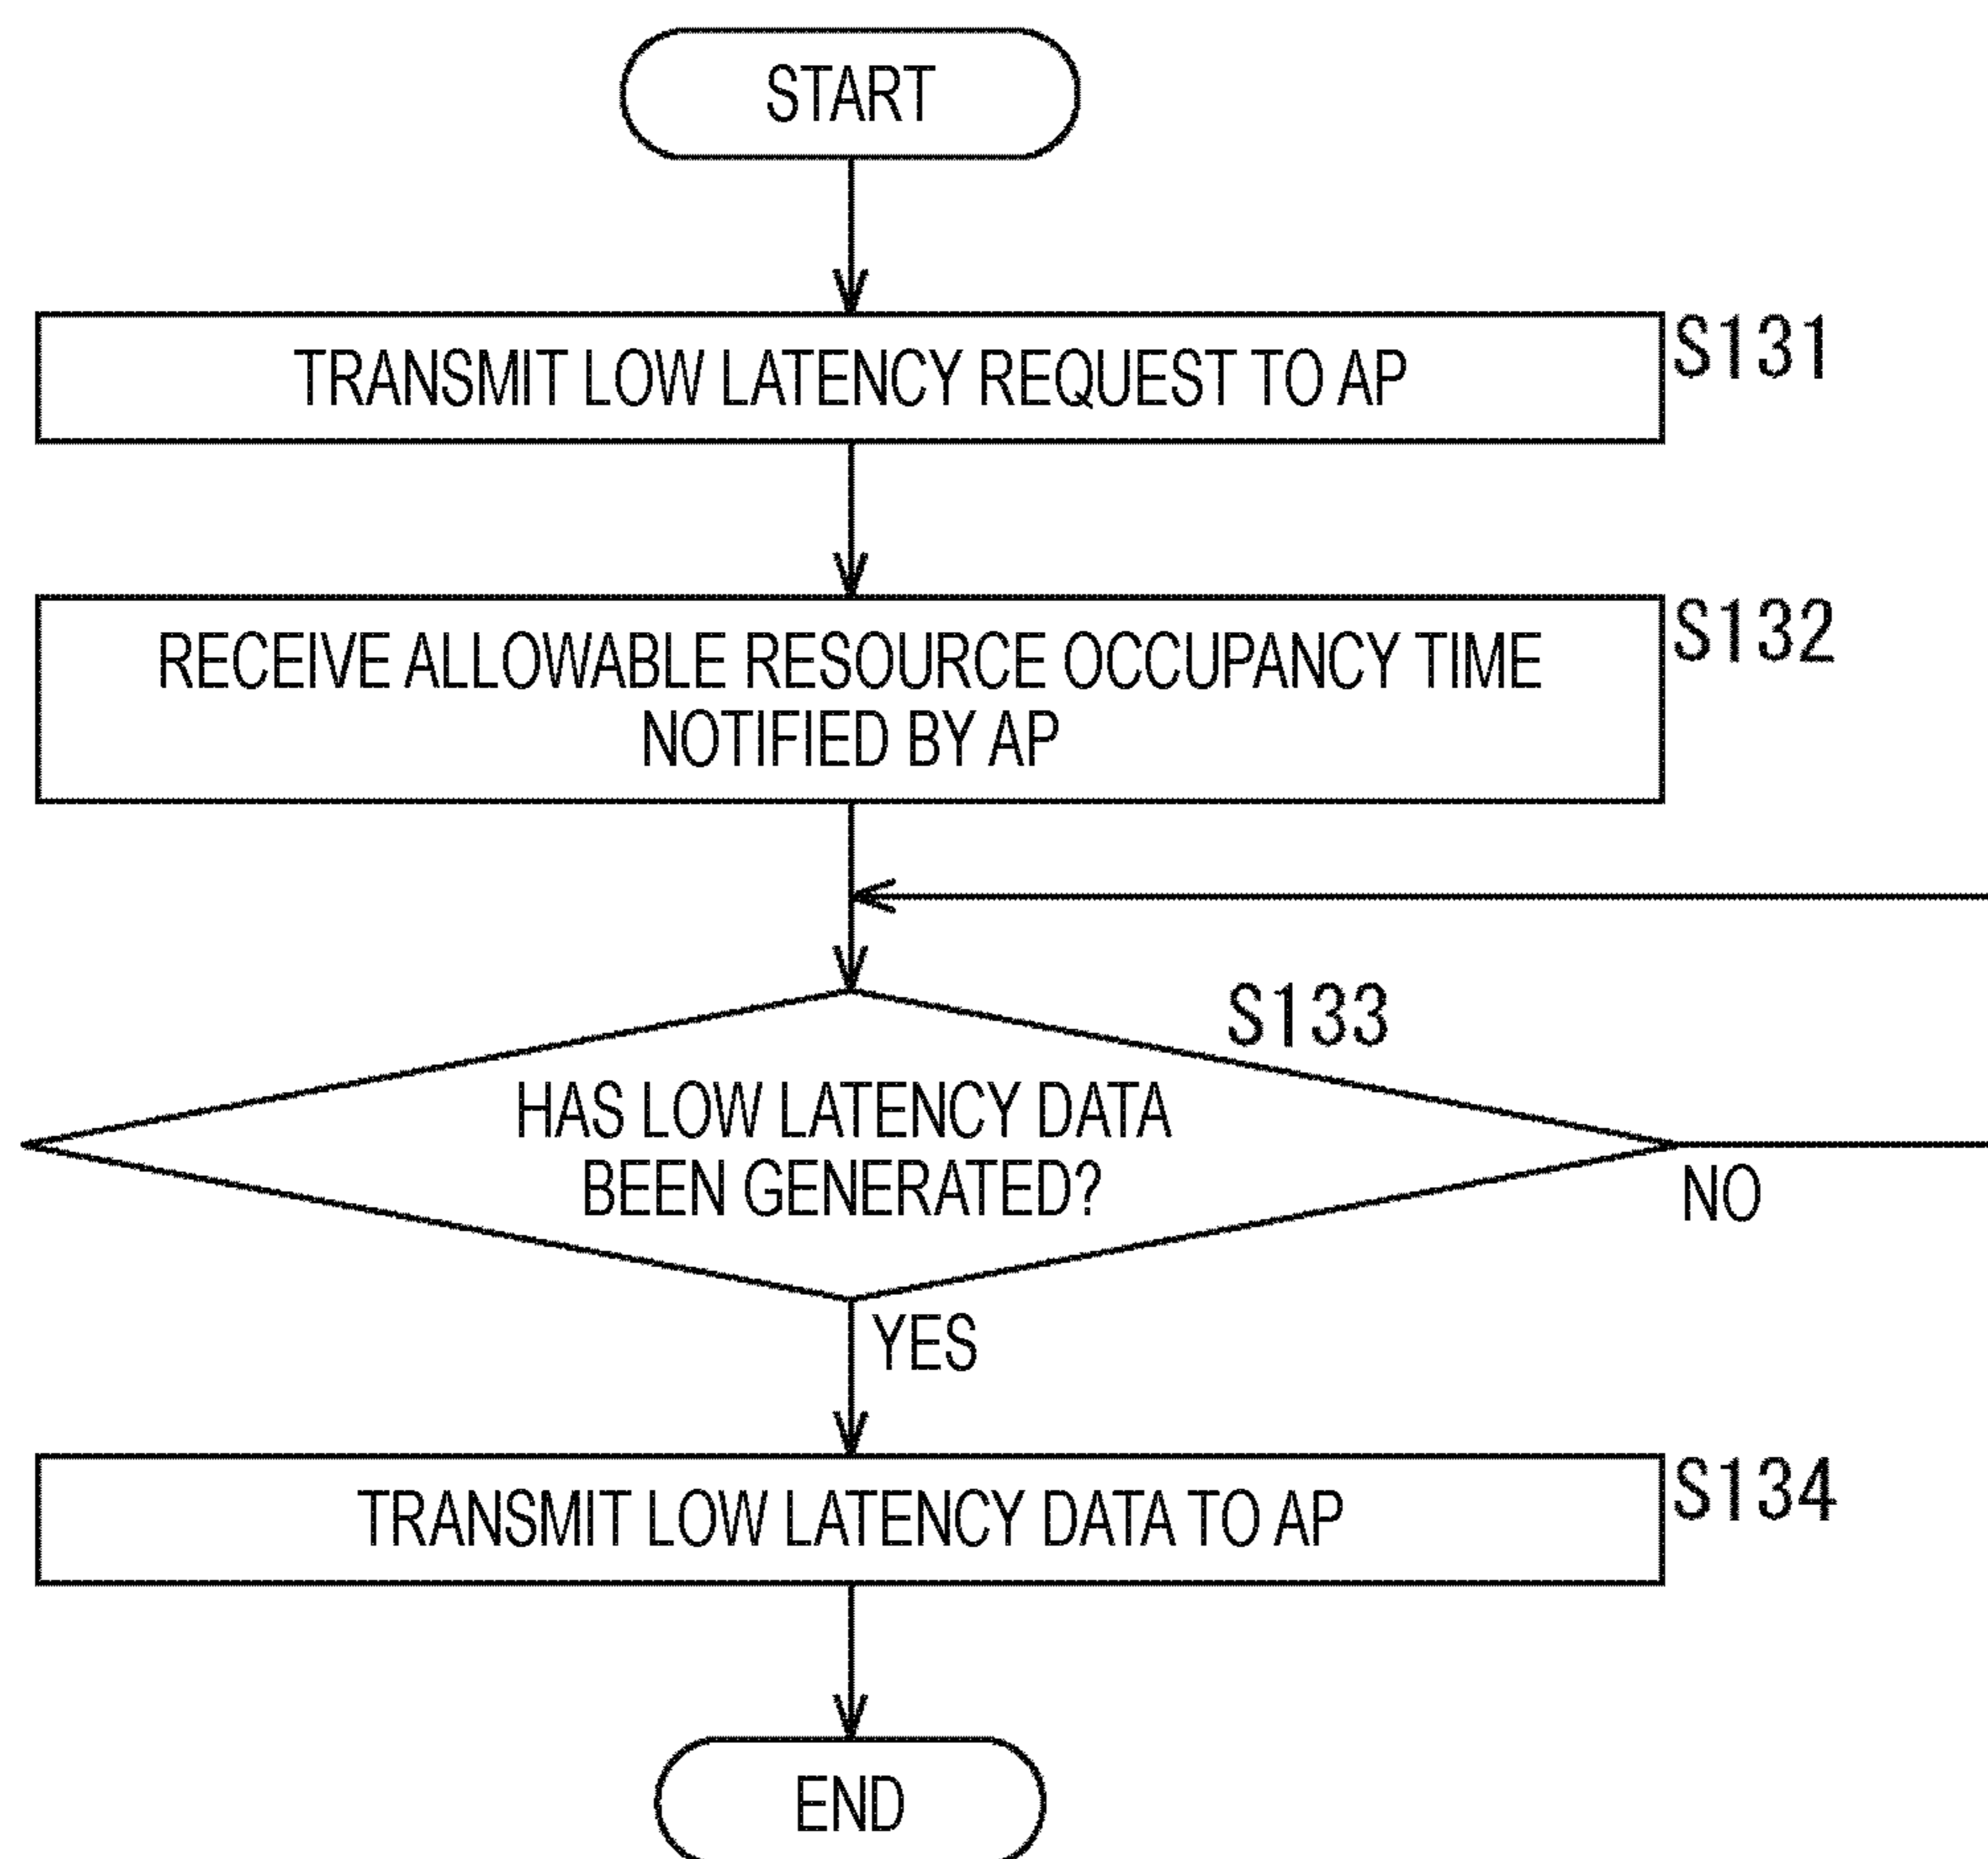 START
TRANSMIT LOW LATENCY REQUEST TO AP
S131
RECEIVE ALLOWABLE RESOURCE OCCUPANCY TIME
NOTIFIED BY AP
S132
S133
HAS LOW LATENCY DATA
BEEN GENERATED?
NO
YES
TRANSMIT LOW LATENCY DATA TO AP
S134
END